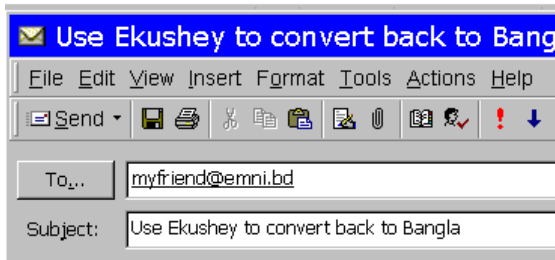 Use Ekushey to convert back to Bang
File Edit View Insert Format Tools Actions Help
Send
To... myfriend@emni.bd
Subject: Use Ekushey to convert back to Bangla